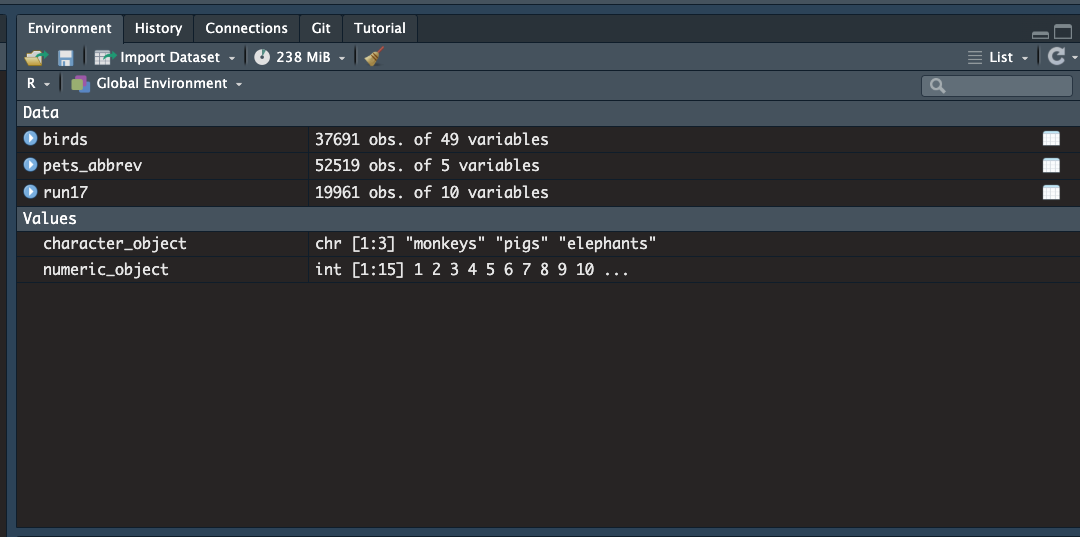 Environment History Connections Git Tutorial
Import Dataset 238 MiB List
R Global Environment
Data
birds 37691 obs. of 49 variables
pets_abbrev 52519 obs. of 5 variables
run17 19961 obs. of 10 variables
Values
character_object chr [1:3] "monkeys" "pigs" "elephants"
numeric_object int [1:15] 1 2 3 4 5 6 7 8 9 10 ...